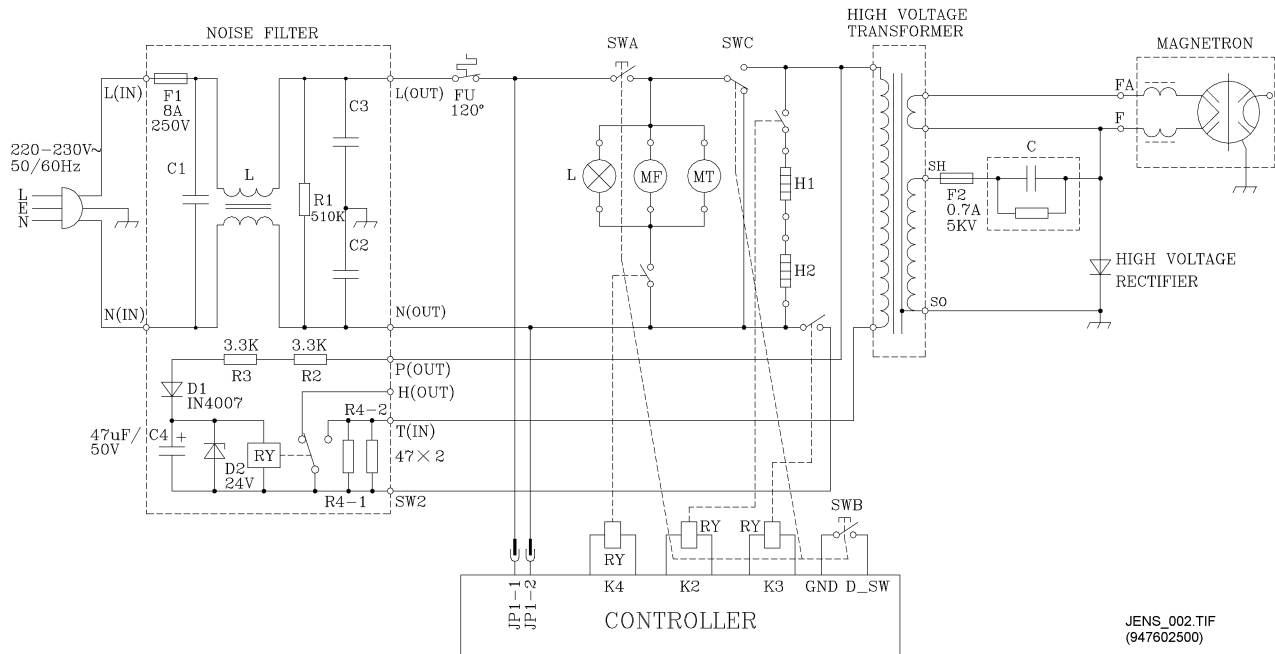 NOISE FILTER
SWA
SWC
HIGH VOLTAGE
TRANSFORMER
MAGNETRON
L(IN)
F1
8A
250V
L(OUT)
FU
120°
FA
F
220-230V~
50/60Hz
C1
L
C3
R1
510K
C2
L
E
N
L
MF
MT
H1
H2
SH
F2
0.7A
5KV
C
HIGH VOLTAGE
RECTIFIER
SO
N(IN)
N(OUT)
3.3K
3.3K
R3
R2
P(OUT)
H(OUT)
D1
IN4007
R4-2
T(IN)
47uF/
50V
C4
+
RY
D2
24V
47×2
R4-1
SW2
SWB
RY
RY
RY
JP1-1
JP1-2
K4
K2
K3
GND
D_SW
CONTROLLER
JENS_002.TIF
(947602500)